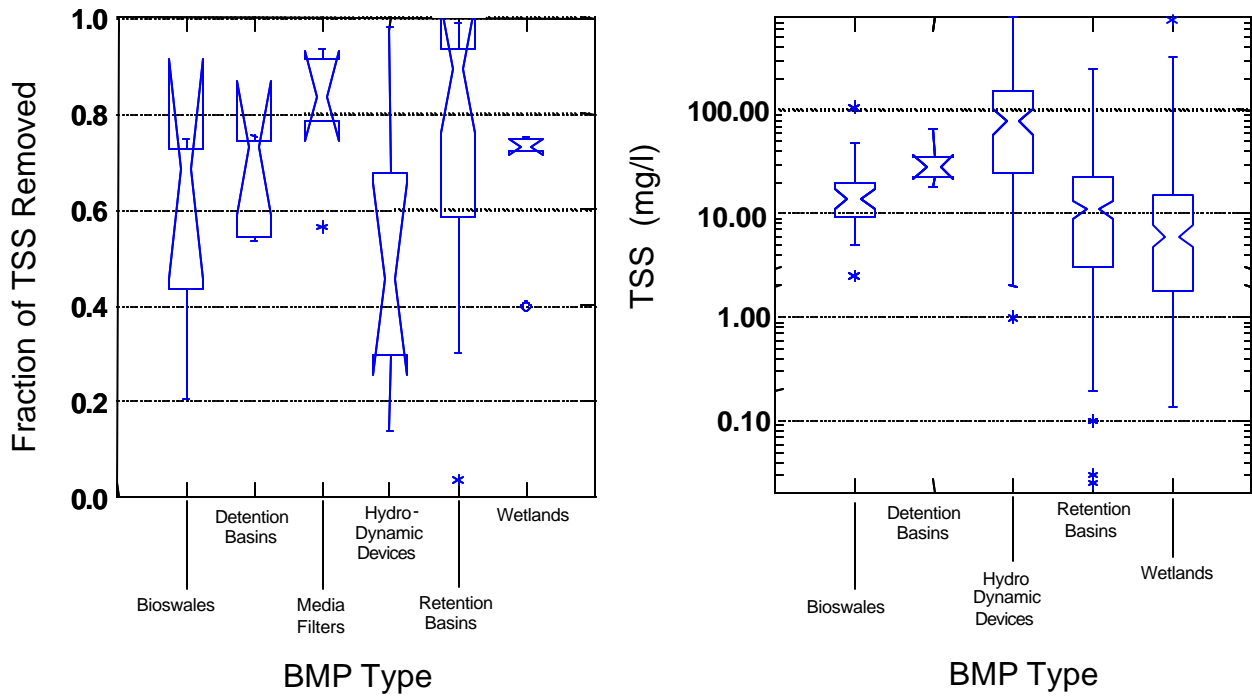 Fraction of TSS Removed
1.0
0.8
0.6
0.4
0.2
0.0
Detention
Basins
Hydro-
Dynamic
Devices
Wetlands
Bioswales
Media
Filters
Retention
Basins
BMP Type
TSS (mg/l)
100.00
10.00
1.00
0.10
Detention
Basins
Retention
Basins
Bioswales
Hydro
Dynamic
Devices
Wetlands
BMP Type